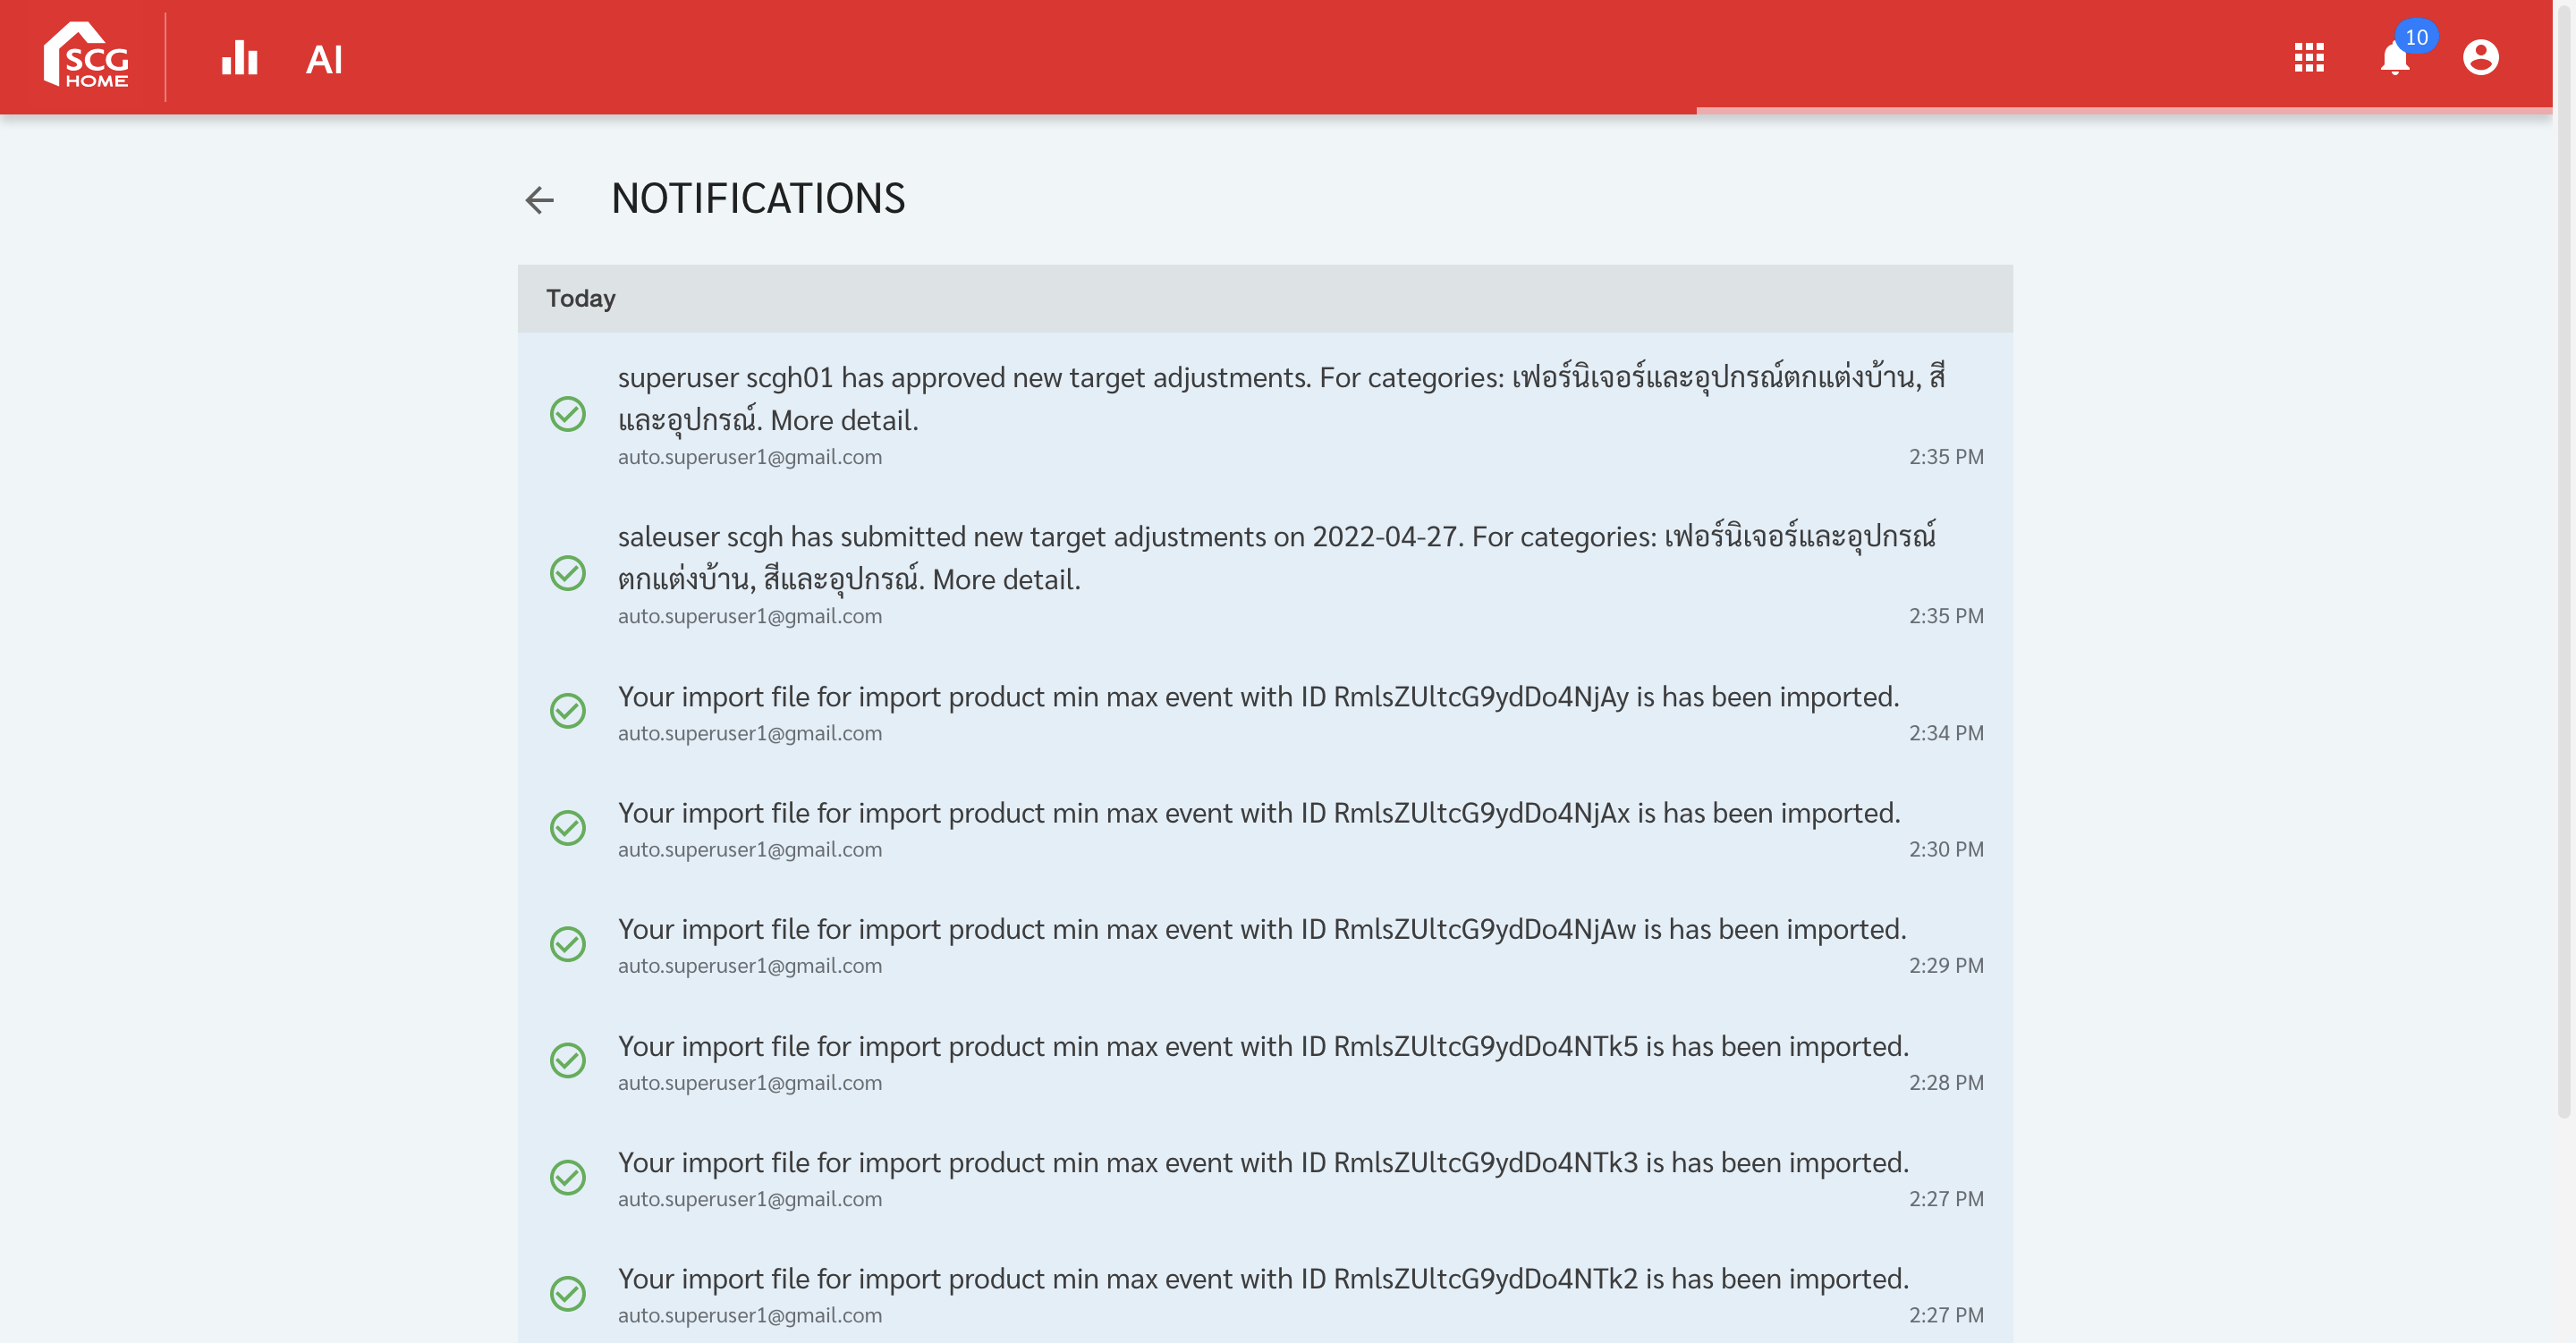 SCG
HOME
AI
10
NOTIFICATIONS
Today
superuser scgh01 has approved new target adjustments. For categories: เฟอร์นิเจอร์และอุปกรณ์ตกแต่งบ้าน, สี
และอุปกรณ์. More detail.
auto.superuser1@gmail.com 2:35 PM
saleuser scgh has submitted new target adjustments on 2022-04-27. For categories: เฟอร์นิเจอร์และอุปกรณ์
ตกแต่งบ้าน, สีและอุปกรณ์. More detail.
auto.superuser1@gmail.com 2:35 PM
Your import file for import product min max event with ID RmlsZUltcG9ydDo4NjAy is has been imported.
auto.superuser1@gmail.com 2:34 PM
Your import file for import product min max event with ID RmlsZUltcG9ydDo4NjAx is has been imported.
auto.superuser1@gmail.com 2:30 PM
Your import file for import product min max event with ID RmlsZUltcG9ydDo4NjAw is has been imported.
auto.superuser1@gmail.com 2:29 PM
Your import file for import product min max event with ID RmlsZUltcG9ydDo4NTk5 is has been imported.
auto.superuser1@gmail.com 2:28 PM
Your import file for import product min max event with ID RmlsZUltcG9ydDo4NTk3 is has been imported.
auto.superuser1@gmail.com 2:27 PM
Your import file for import product min max event with ID RmlsZUltcG9ydDo4NTk2 is has been imported.
auto.superuser1@gmail.com 2:27 PM